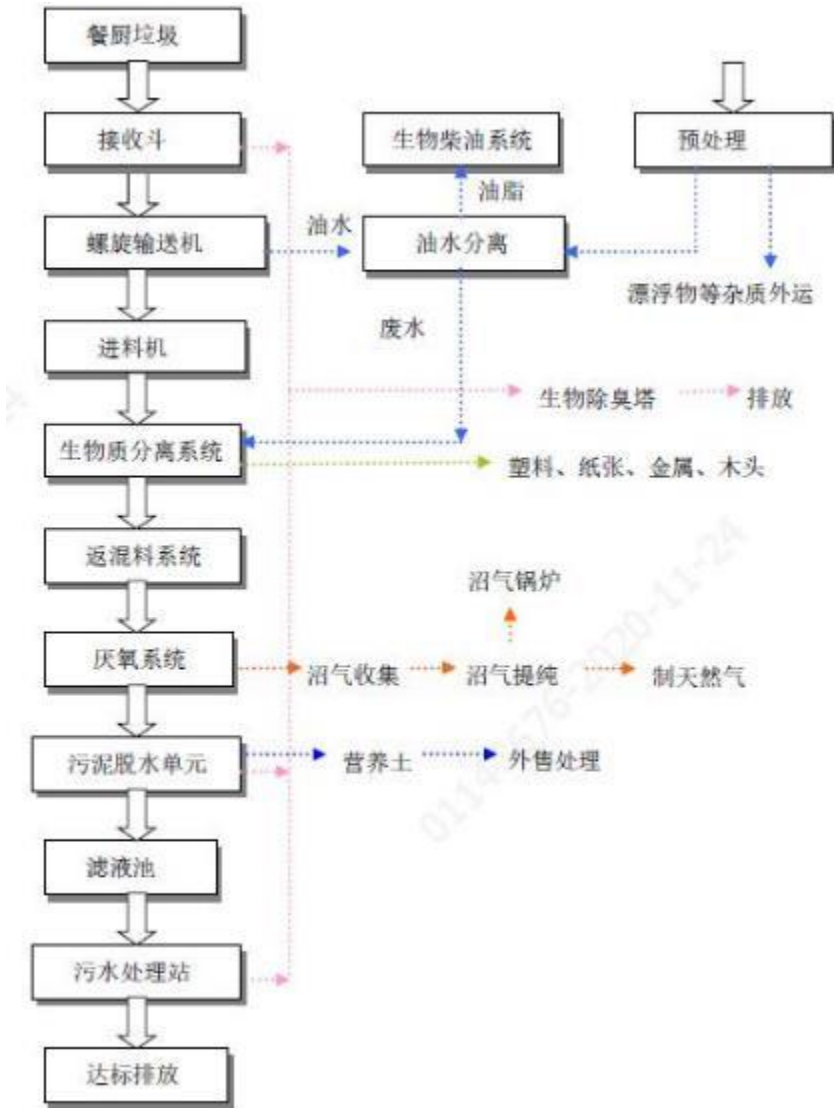 餐厨垃圾
接收斗
生物柴油系统
预处理
油脂
油水
螺旋输送机
油水分离
漂浮物等杂质外运
废水
进料机
生物除臭塔
排放
生物质分离系统
塑料、纸张、金属、木头
返混料系统
沼气锅炉
厌氧系统
沼气收集
沼气提纯
制天然气
污泥脱水单元
营养土
外售处理
滤液池
污水处理站
达标排放